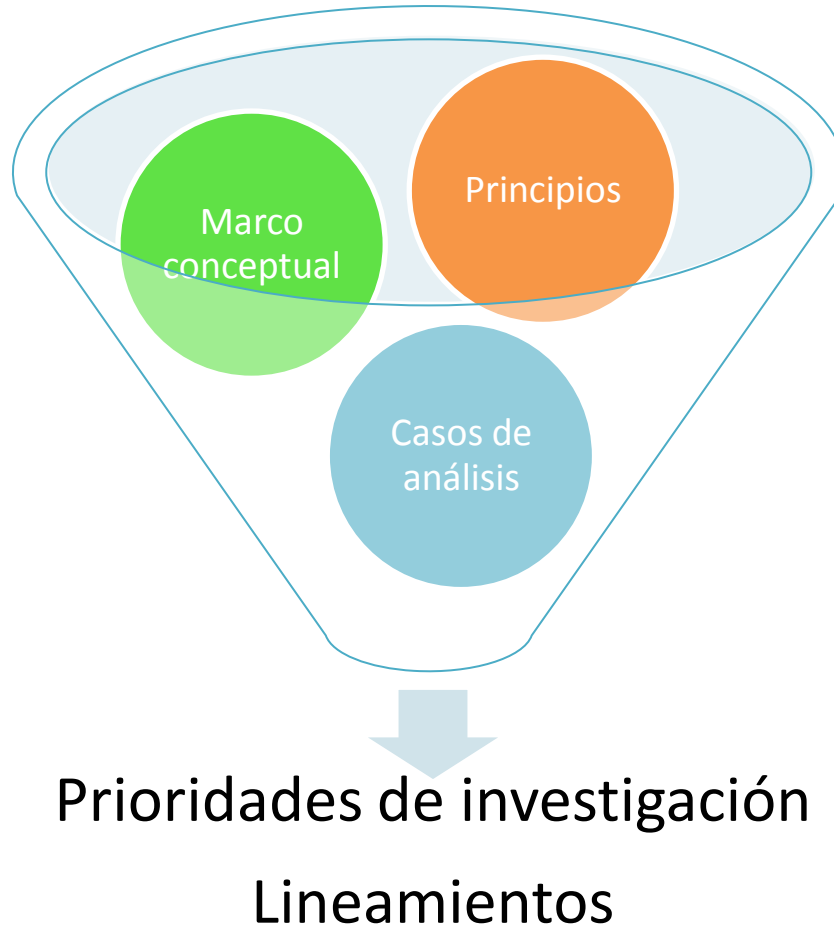 Principios
Marco
conceptual
Casos de
análisis
Prioridades de investigación
Lineamientos